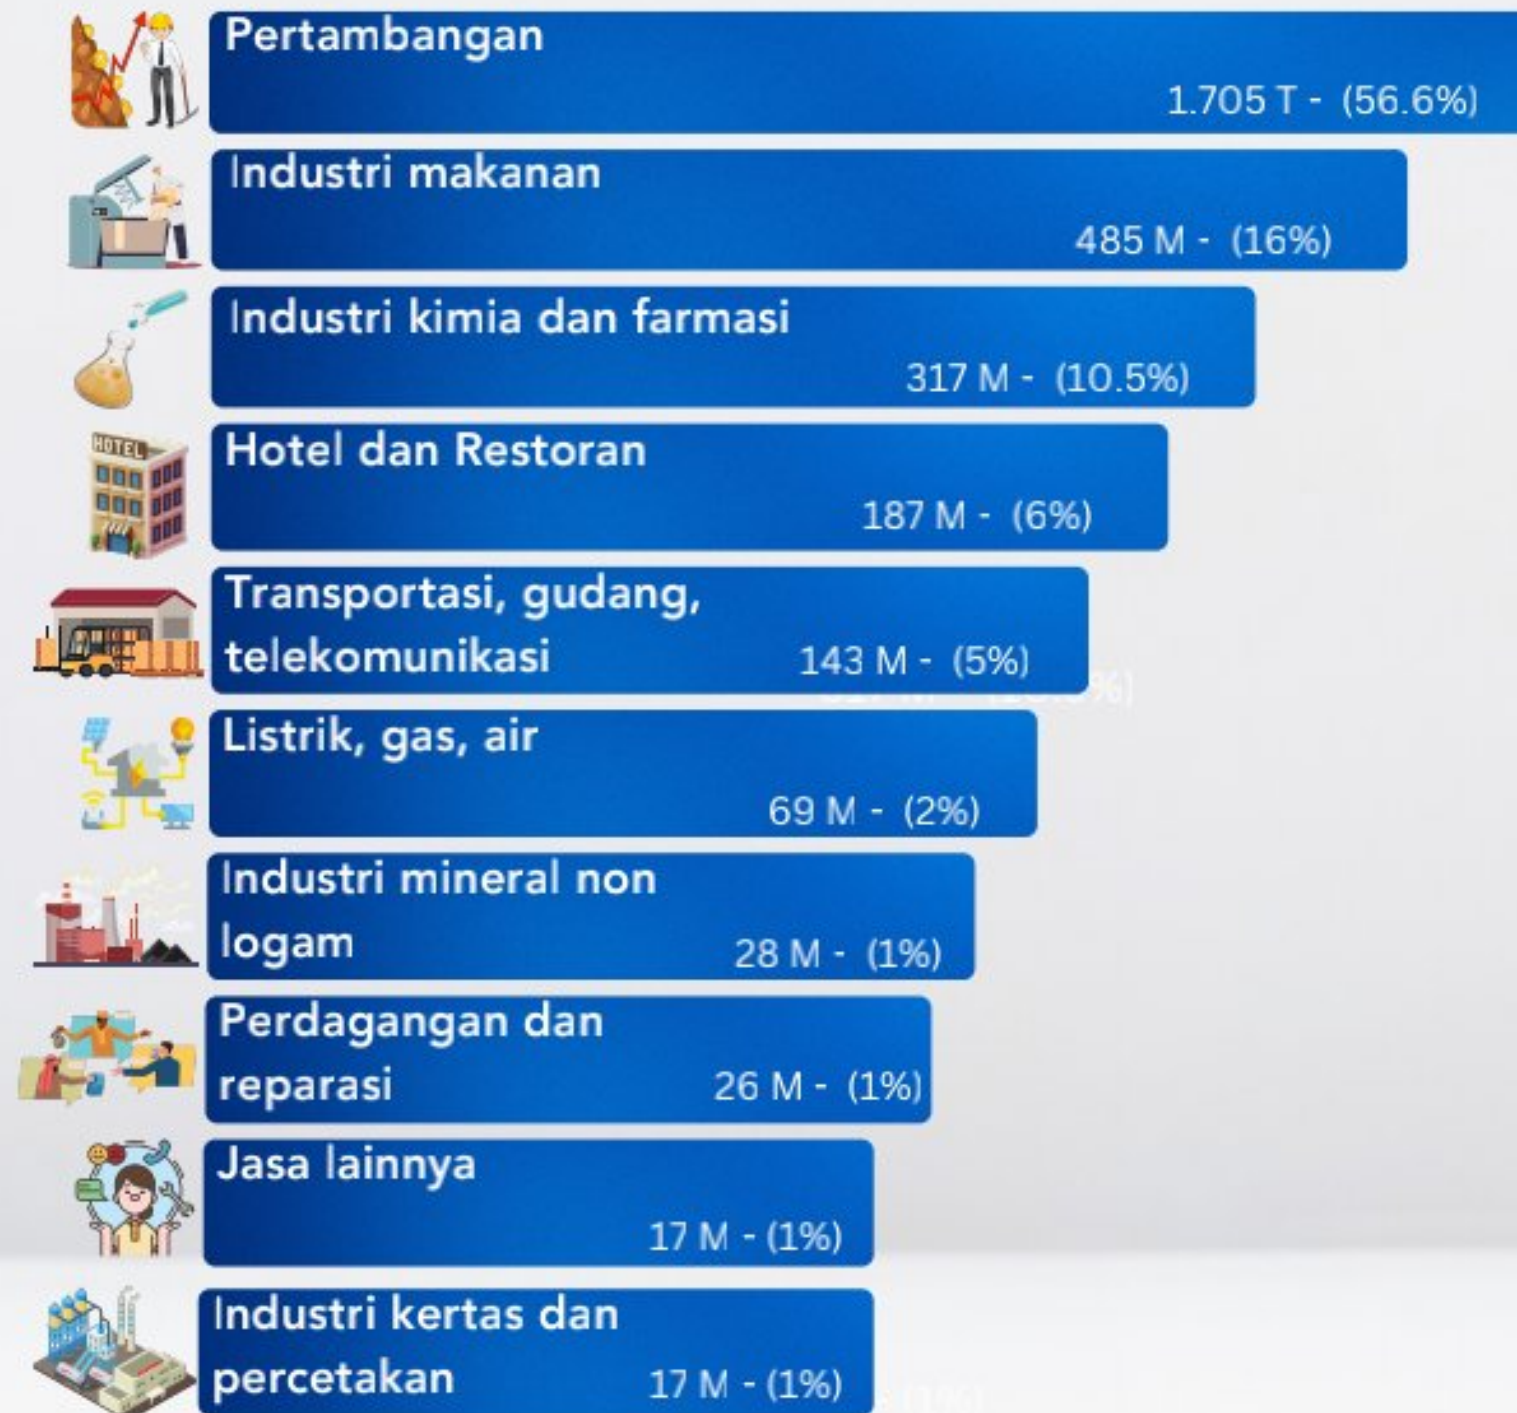 Pertambangan
1.705 T - (56.6%)
Industri makanan
485 M - (16%)
Industri kimia dan farmasi
317 M - (10.5%)
HOTEL
Hotel dan Restoran
187 M - (6%)
Transportasi, gudang,
telekomunikasi
143 M - (5%)
Listrik, gas, air
69 M - (2%)
Industri mineral non
logam
28 M - (1%)
Perdagangan dan
reparasi
26 M - (1%)
Jasa lainnya
17 M - (1%)
Industri kertas dan
percetakan
17 M - (1%)